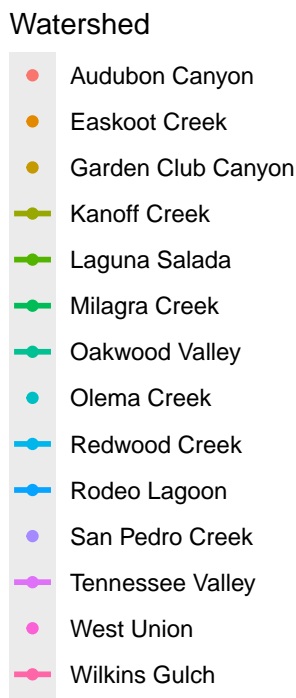 Watershed
Audubon Canyon
Easkoot Creek
Garden Club Canyon
Kanoff Creek
Laguna Salada
Milagra Creek
Oakwood Valley
Olema Creek
Redwood Creek
Rodeo Lagoon
San Pedro Creek
Tennessee Valley
West Union
Wilkins Gulch